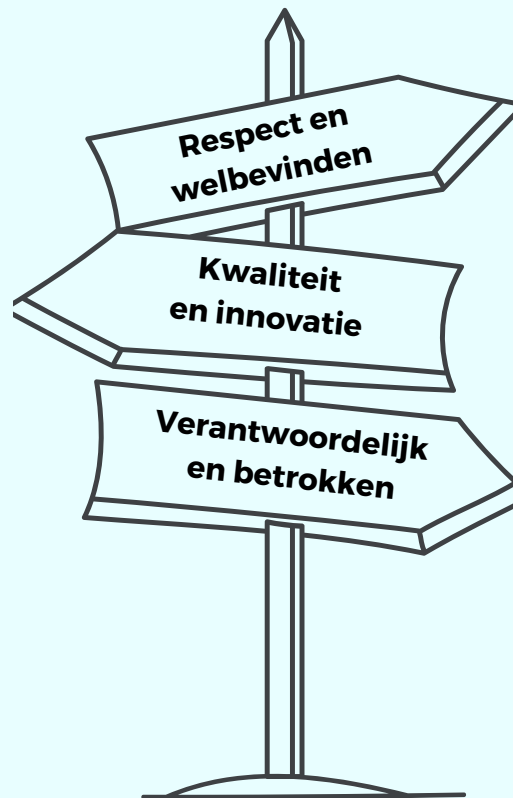 Respect en
welbevinden
Kwaliteit
en innovatie
Verantwoordelijk
en betrokken